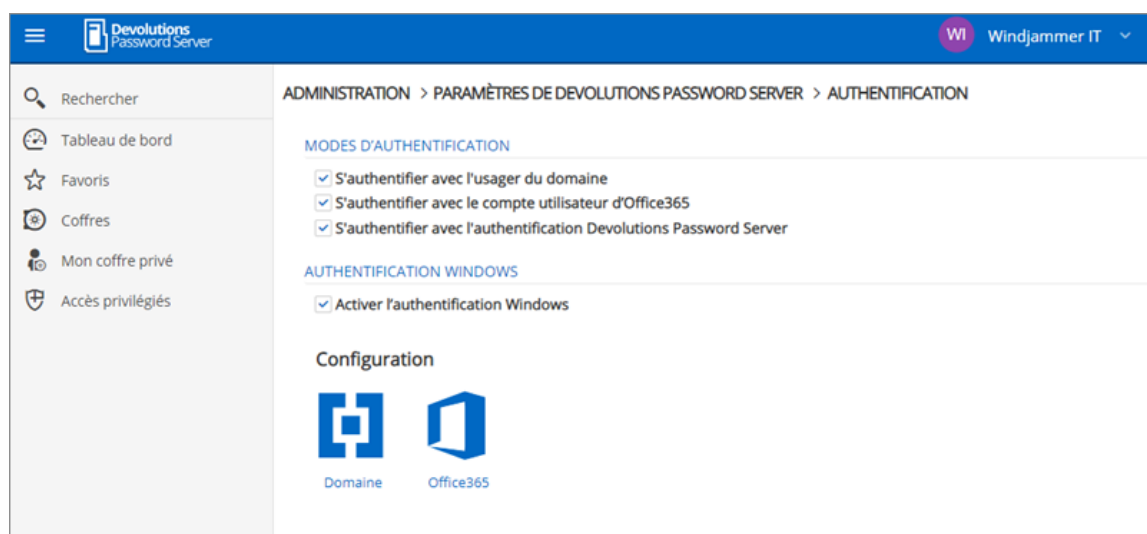 Devolutions
Password Server
WI Windjammer IT
Rechercher
Tableau de bord
Favoris
Coffres
Mon coffre privé
Accès privilégiés
ADMINISTRATION > PARAMÈTRES DE DEVOLUTIONS PASSWORD SERVER > AUTHENTIFICATION
MODES D'AUTHENTIFICATION
S'authentifier avec l'usager du domaine
S'authentifier avec le compte utilisateur d'Office365
S'authentifier avec l'authentification Devolutions Password Server
AUTHENTIFICATION WINDOWS
Activer l'authentification Windows
Configuration
Domaine Office365